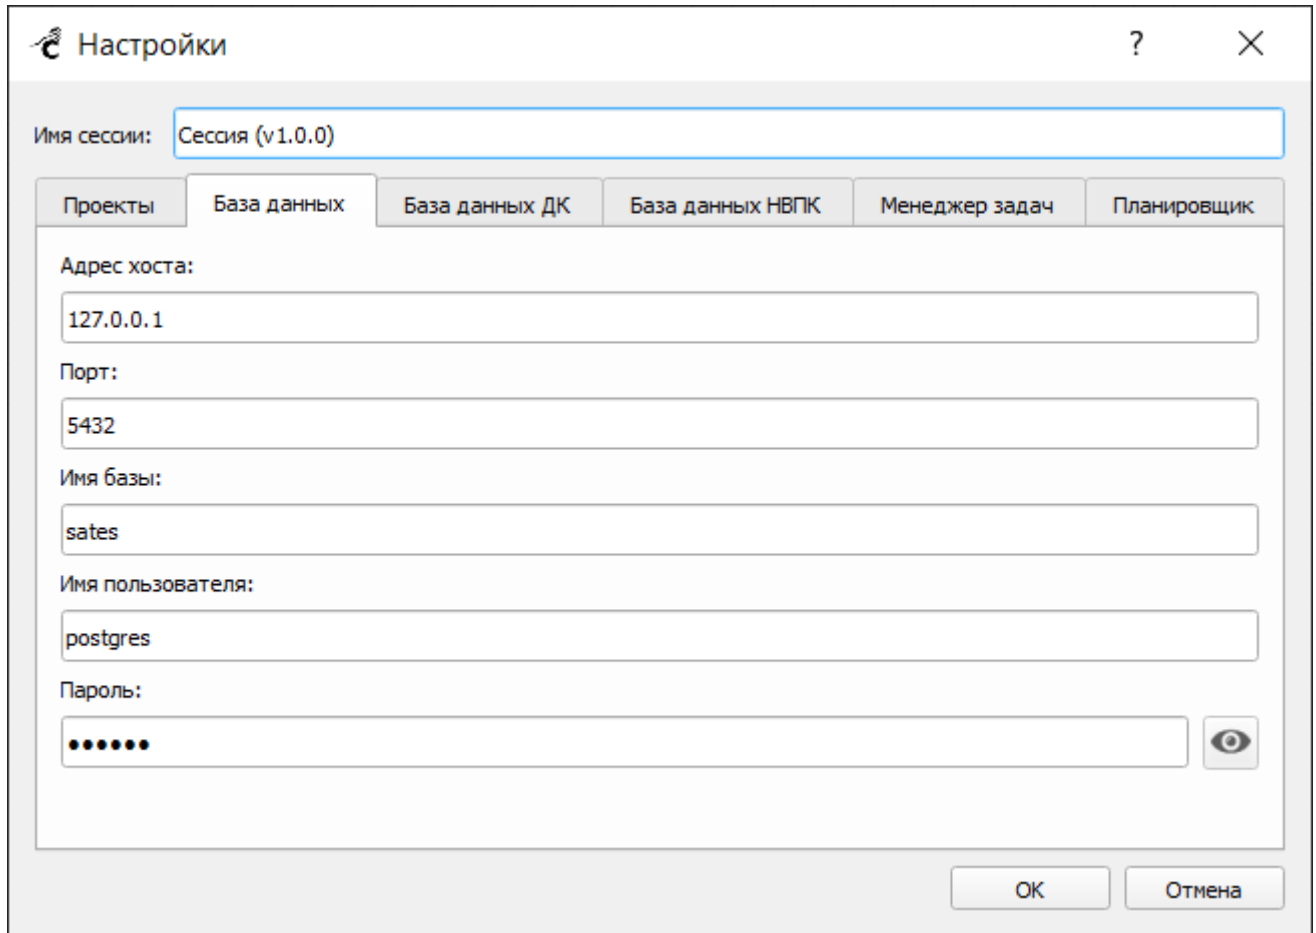 Настройки
?
Имя сессии: Сессия (v1.0.0)
Проекты База данных База данных ДК База данных НВПК Менеджер задач Планировщик
Адрес хоста:
127.0.0.1
Порт:
5432
Имя базы:
sates
Имя пользователя:
postgres
Пароль:
••••••
OK Отмена